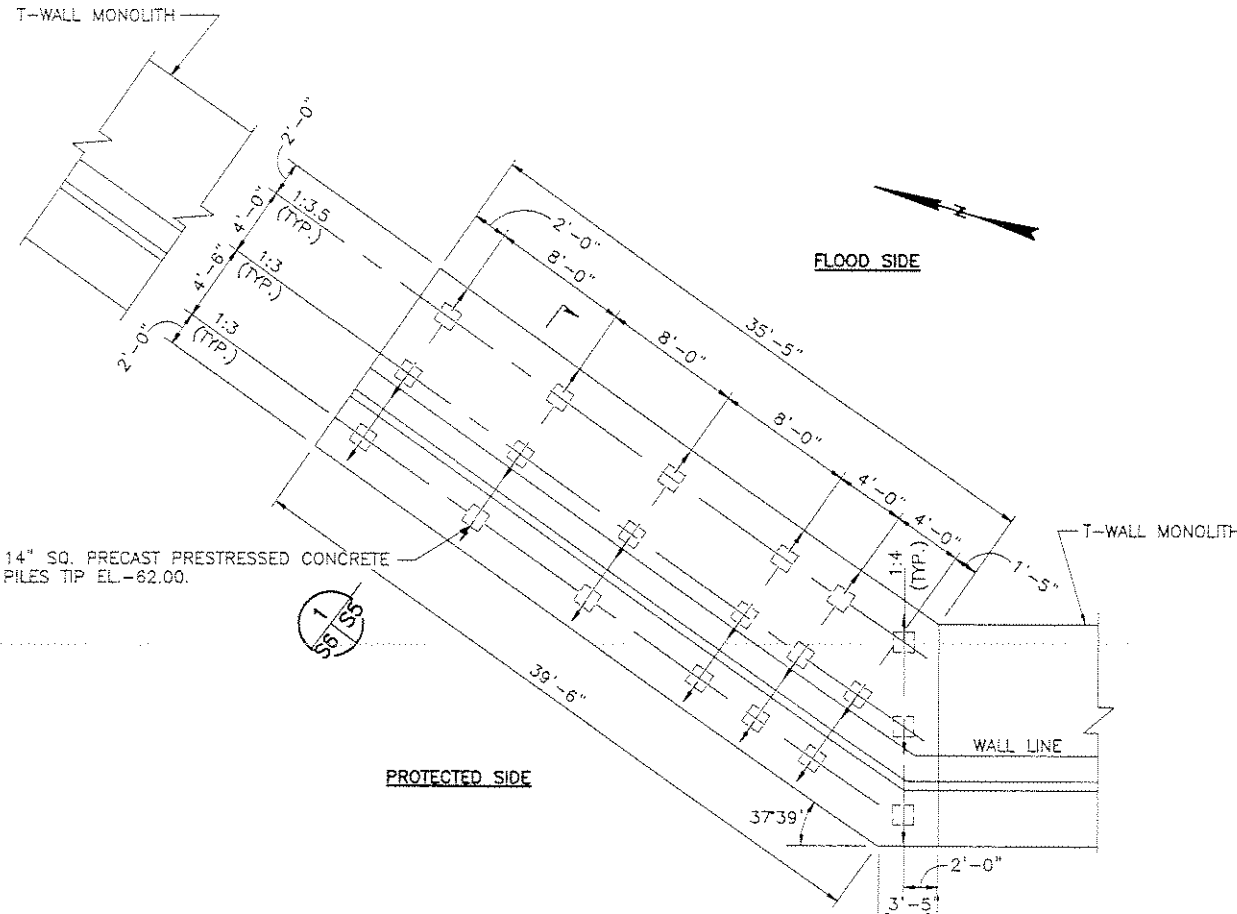 T-WALL MONOLITH
2'-0"
4'-0"
4'-6"
2'-0"
1:3.5
(TYP.)
1:3
(TYP.)
1:3
(TYP.)
2'-0"
8'-0"
8'-0"
8'-0"
4'-0"
4'-0"
1'-5"
35'-5"
N
FLOOD SIDE
T-WALL MONOLITH
1:4
(TYP.)
14" SQ. PRECAST PRESTRESSED CONCRETE
PILES TIP EL.-62.00.
1
S6
S5
39'-6"
WALL LINE
PROTECTED SIDE
37°39'
2'-0"
3'-5"